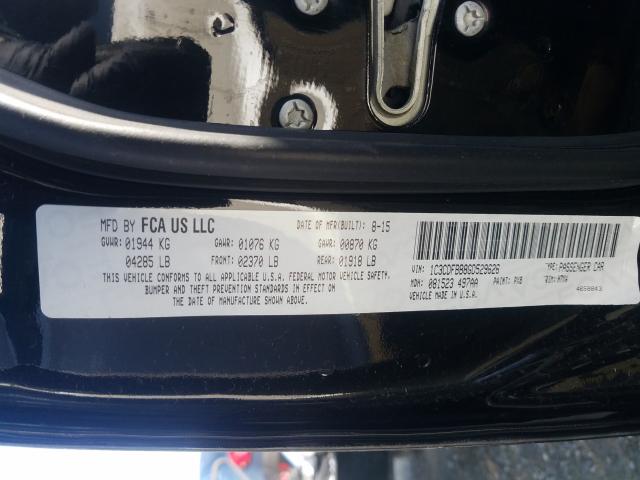 MFD BY FCA US LLC DATE OF MFR(BUILT): 8-15
GVWR: 01944 KG GAWR: 01076 KG GAWR: 00870 KG
04285 LB FRONT: 02370 LB REAR: 01918 LB
THIS VEHICLE CONFORMS TO ALL APPLICABLE U.S.A. FEDERAL MOTOR VEHICLE SAFETY,
BUMPER AND THEFT PREVENTION STANDARDS IN EFFECT ON
THE DATE OF MANUFACTURE SHOWN ABOVE.
VIN: 1C3CDFBB8GD529626 TYPE: PASSENGER CAR
MDH: 081523 497AA PAINT: PXB
VEHICLE MADE IN U.S.A.